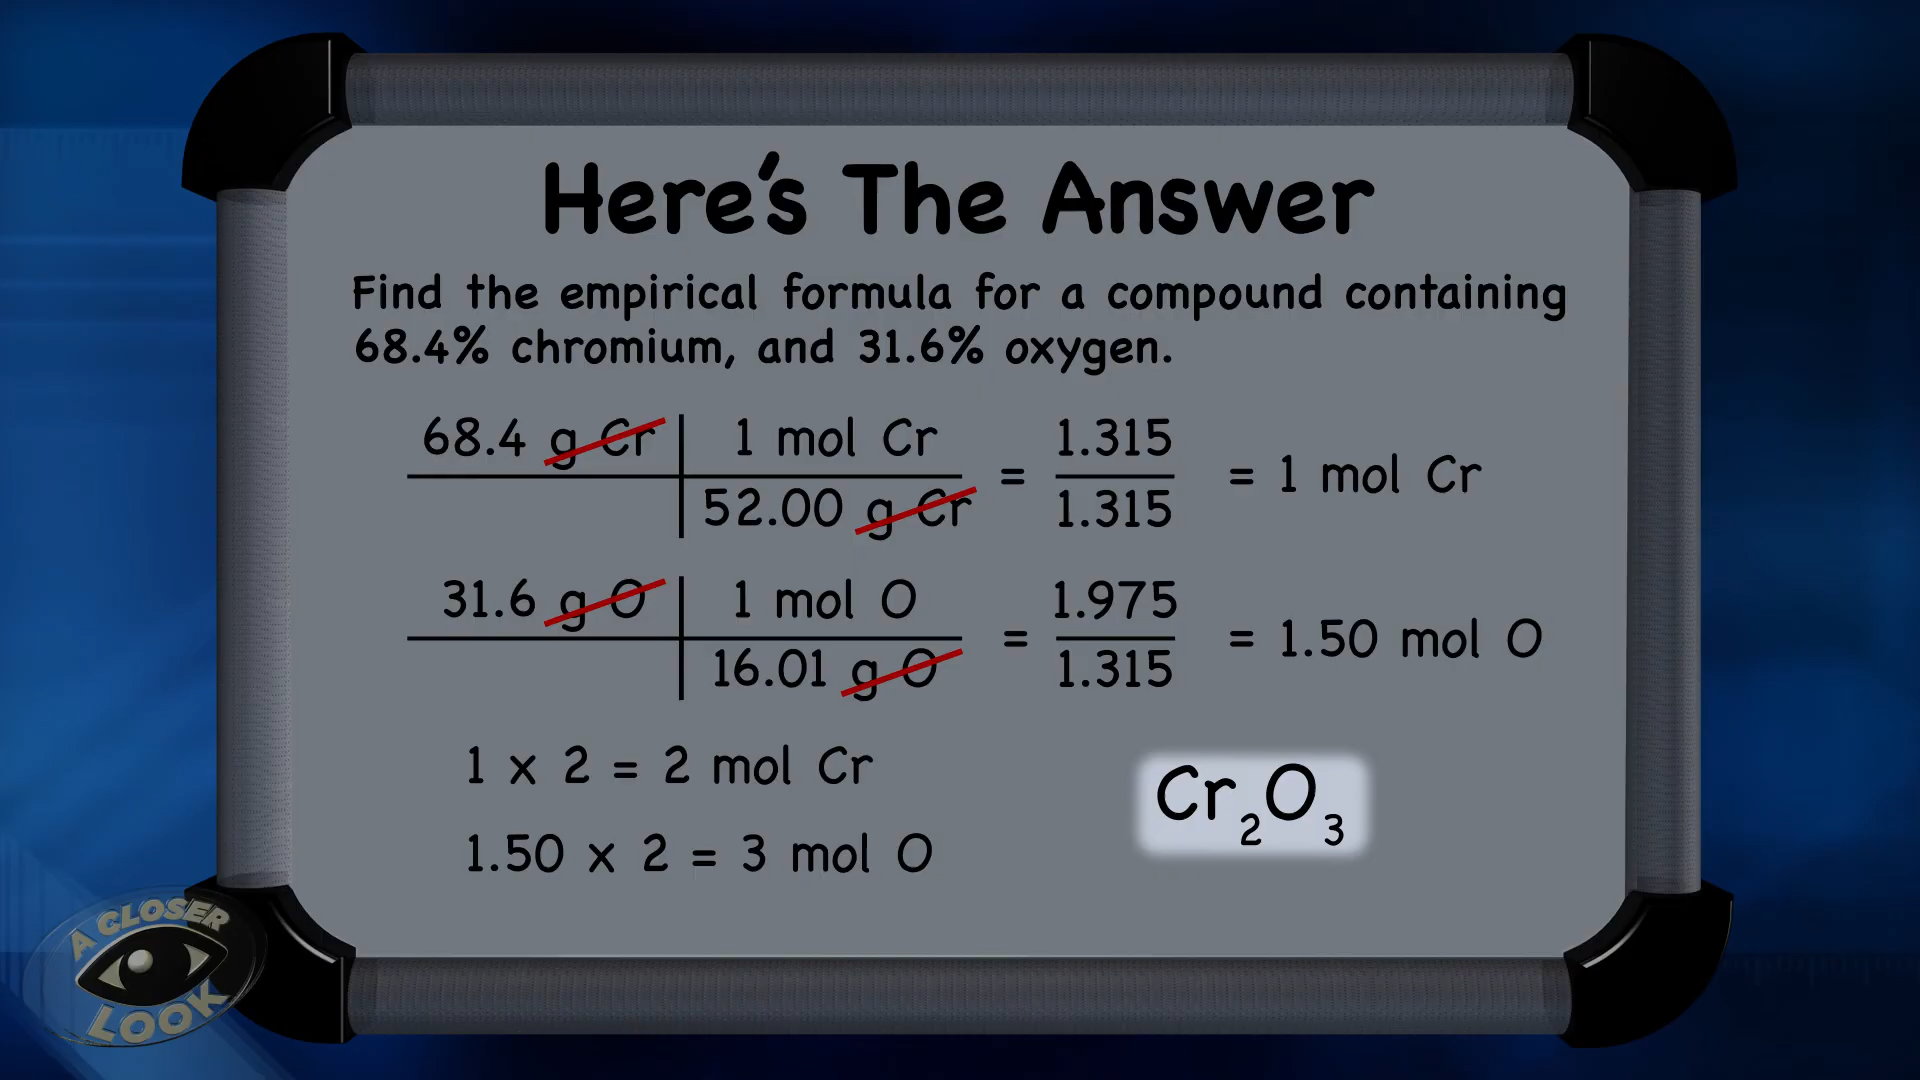 Here's The Answer
Find the empirical formula for a compound containing
68.4% chromium, and 31.6% oxygen.
68.4 g Cr 1 mol Cr = 1.315 = 1 mol Cr
52.00 g Cr 1.315
31.6 g O 1 mol O = 1.975 = 1.50 mol O
16.01 g O 1.315
1 x 2 = 2 mol Cr
1.50 x 2 = 3 mol O
Cr₂O₃
A CLOSER
LOOK